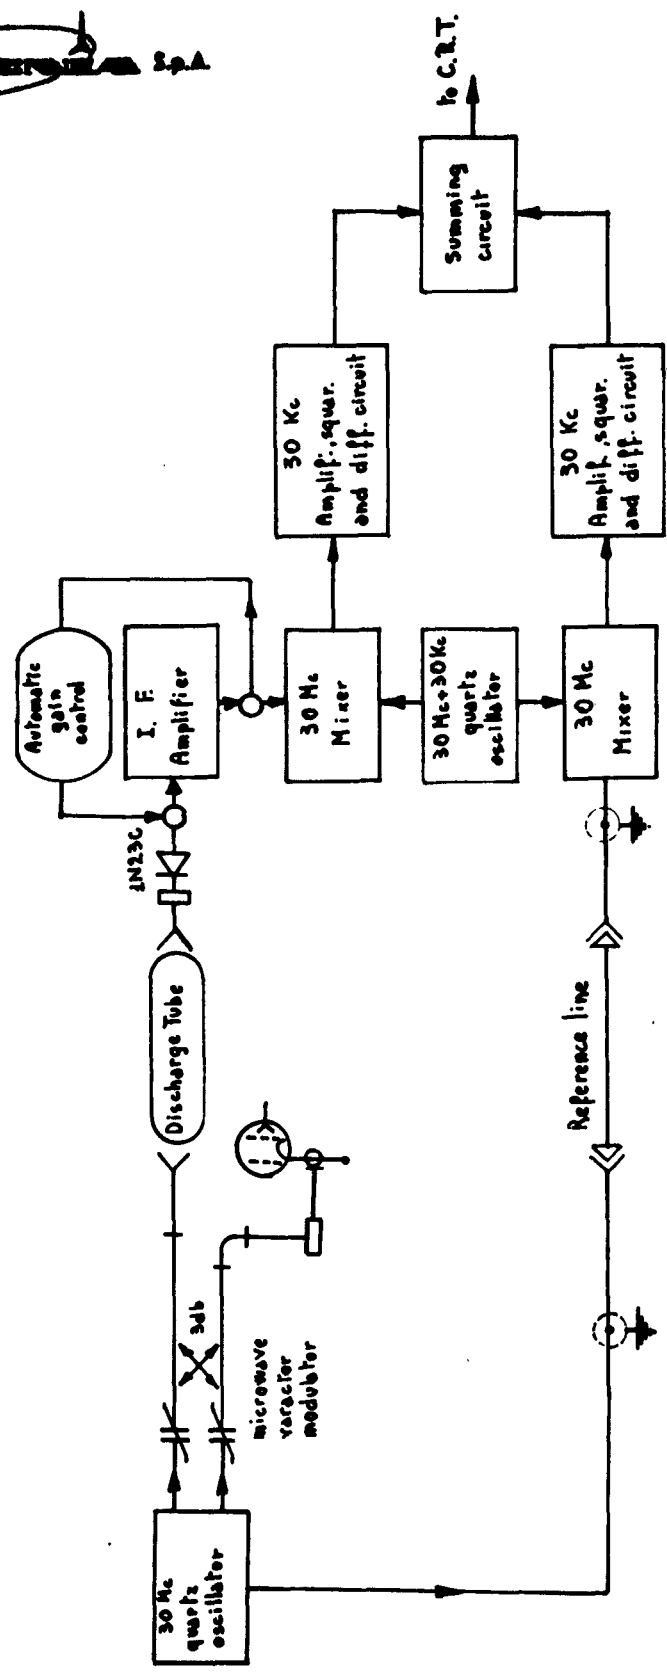 S.p.A.
to C.R.T.
Summing
circuit
30 Kc
Amplif., squar.
and diff. circuit
30 Kc
Amplif., squar.
and diff. circuit
Automatic
gain
control
I. F.
Amplifier
30 Mc
Mixer
30 Mc+30Kc
quartz
oscillator
30 Mc
Mixer
1N23C
Discharge Tube
Reference line
3db
microwave
varactor
modulator
30 Mc
quartz
oscillator